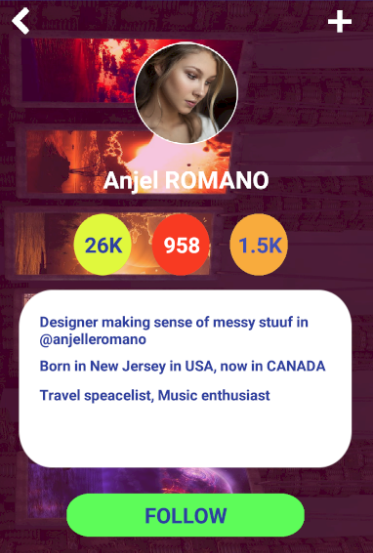 Anjel ROMANO
26K 958 1.5K
Designer making sense of messy stuuf in
@anjelleromano
Born in New Jersey in USA, now in CANADA
Travel speacelist, Music enthusiast
FOLLOW